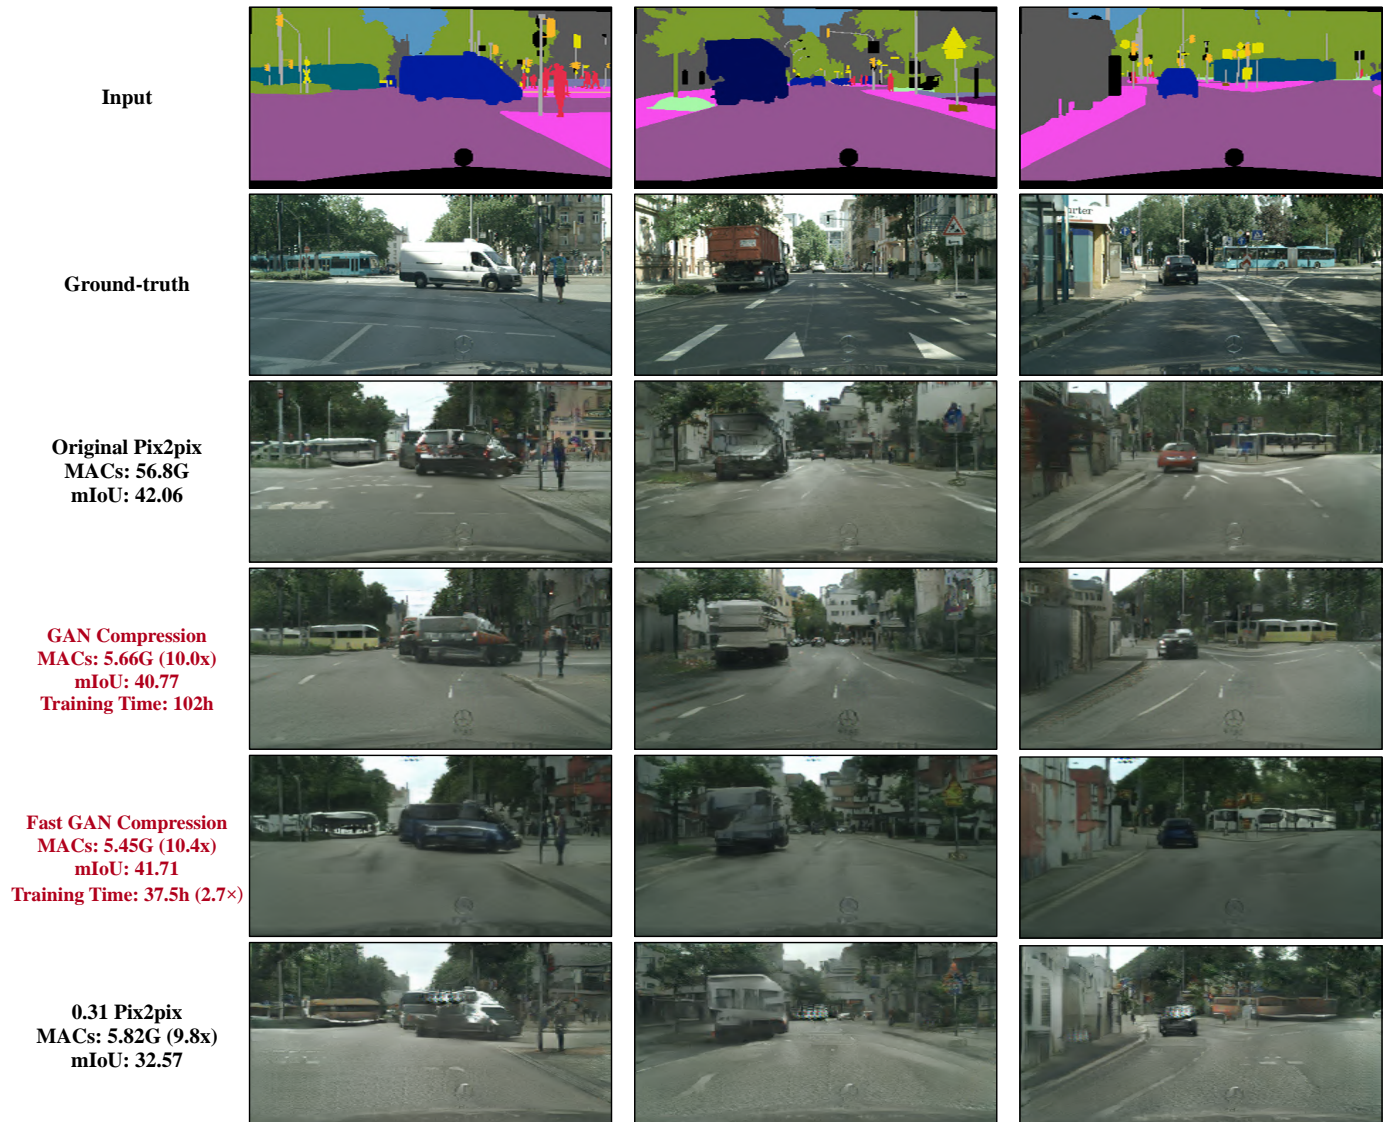 Input
Ground-truth
Original Pix2pix
MACs: 56.8G
mIoU: 42.06
GAN Compression
MACs: 5.66G (10.0x)
mIoU: 40.77
Training Time: 102h
Fast GAN Compression
MACs: 5.45G (10.4x)
mIoU: 41.71
Training Time: 37.5h (2.7×)
0.31 Pix2pix
MACs: 5.82G (9.8x)
mIoU: 32.57